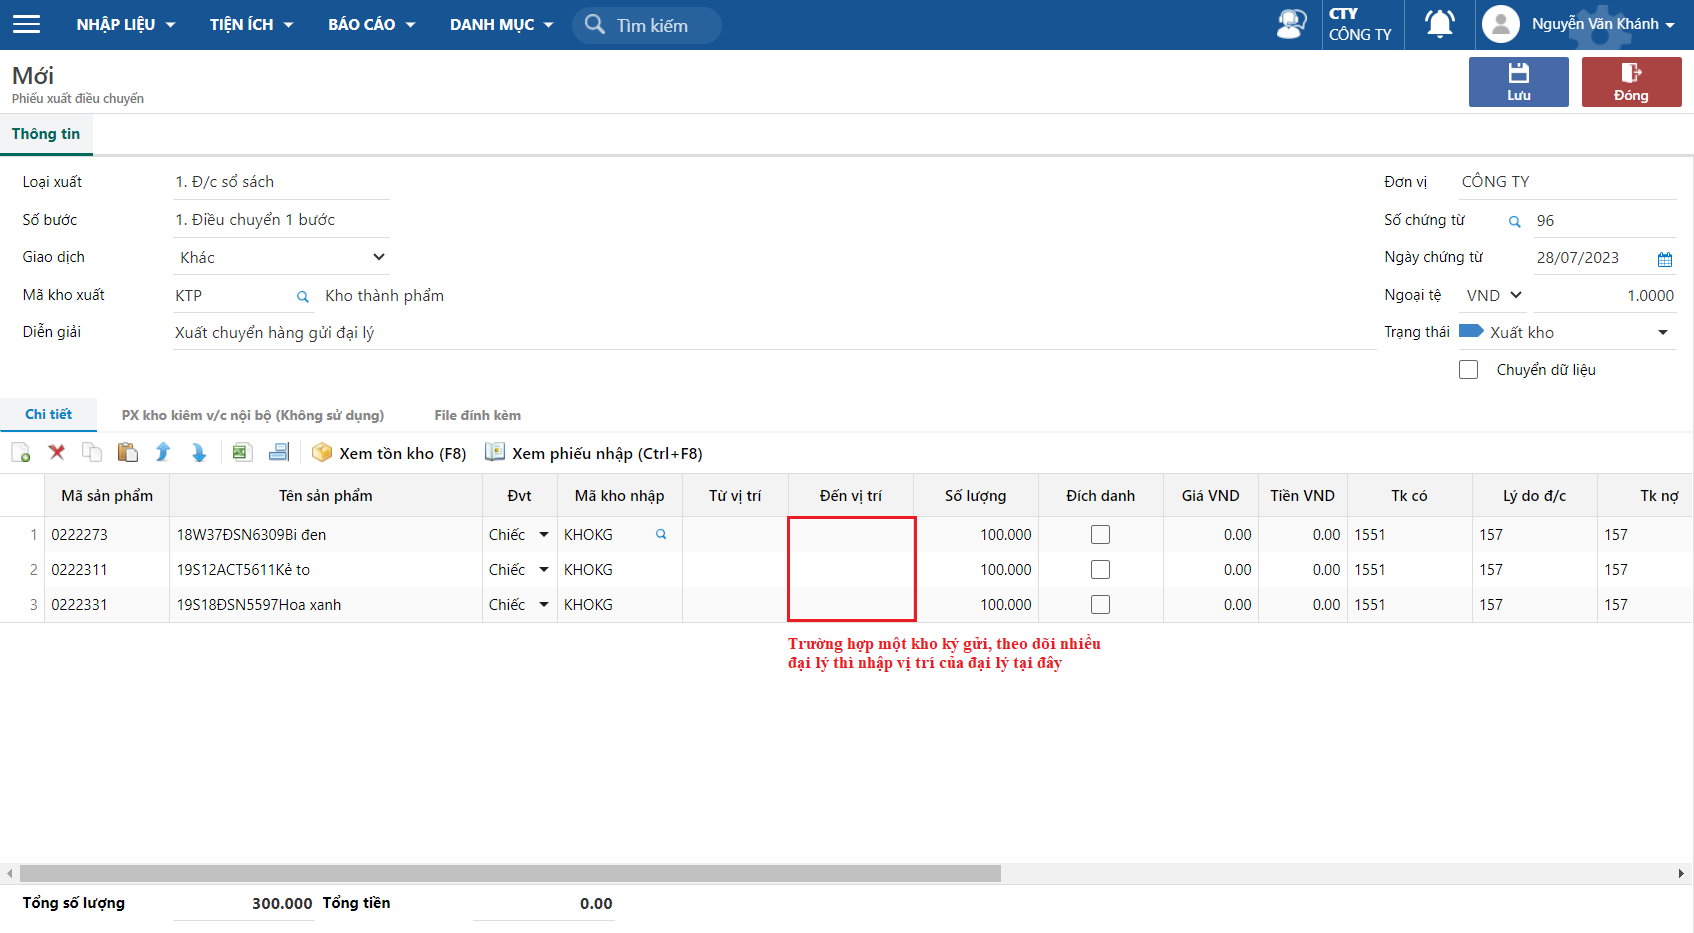 NHẬP LIỆU TIỆN ÍCH BÁO CÁO DANH MỤC Tìm kiếm CTY CÔNG TY Nguyễn Văn Khánh
Mới
Phiếu xuất điều chuyển
Lưu Đóng
Thông tin
Loại xuất 1. Đ/c sổ sách Đơn vị CÔNG TY
Số bước 1. Điều chuyển 1 bước Số chứng từ 96
Giao dịch Khác Ngày chứng từ 28/07/2023
Mã kho xuất KTP Kho thành phẩm Ngoại tệ VND 1.0000
Diễn giải Xuất chuyển hàng gửi đại lý Trạng thái Xuất kho
Chuyển dữ liệu
Chi tiết PX kho kiêm v/c nội bộ (Không sử dụng) File đính kèm
Xem tồn kho (F8) Xem phiếu nhập (Ctrl+F8)
Mã sản phẩm Tên sản phẩm Đvt Mã kho nhập Từ vị trí Đến vị trí Số lượng Đích danh Giá VND Tiền VND Tk có Lý do đ/c Tk nợ
1 0222273 18W37ĐSN6309Bi đen Chiếc KHOKG 100.000 0.00 0.00 1551 157 157
2 0222311 19S12ACT5611Kẻ to Chiếc KHOKG 100.000 0.00 0.00 1551 157 157
3 0222331 19S18ĐSN5597Hoa xanh Chiếc KHOKG 100.000 0.00 0.00 1551 157 157
Trường hợp một kho ký gửi, theo dõi nhiều
đại lý thì nhập vị trí của đại lý tại đây
Tổng số lượng 300.000 Tổng tiền 0.00